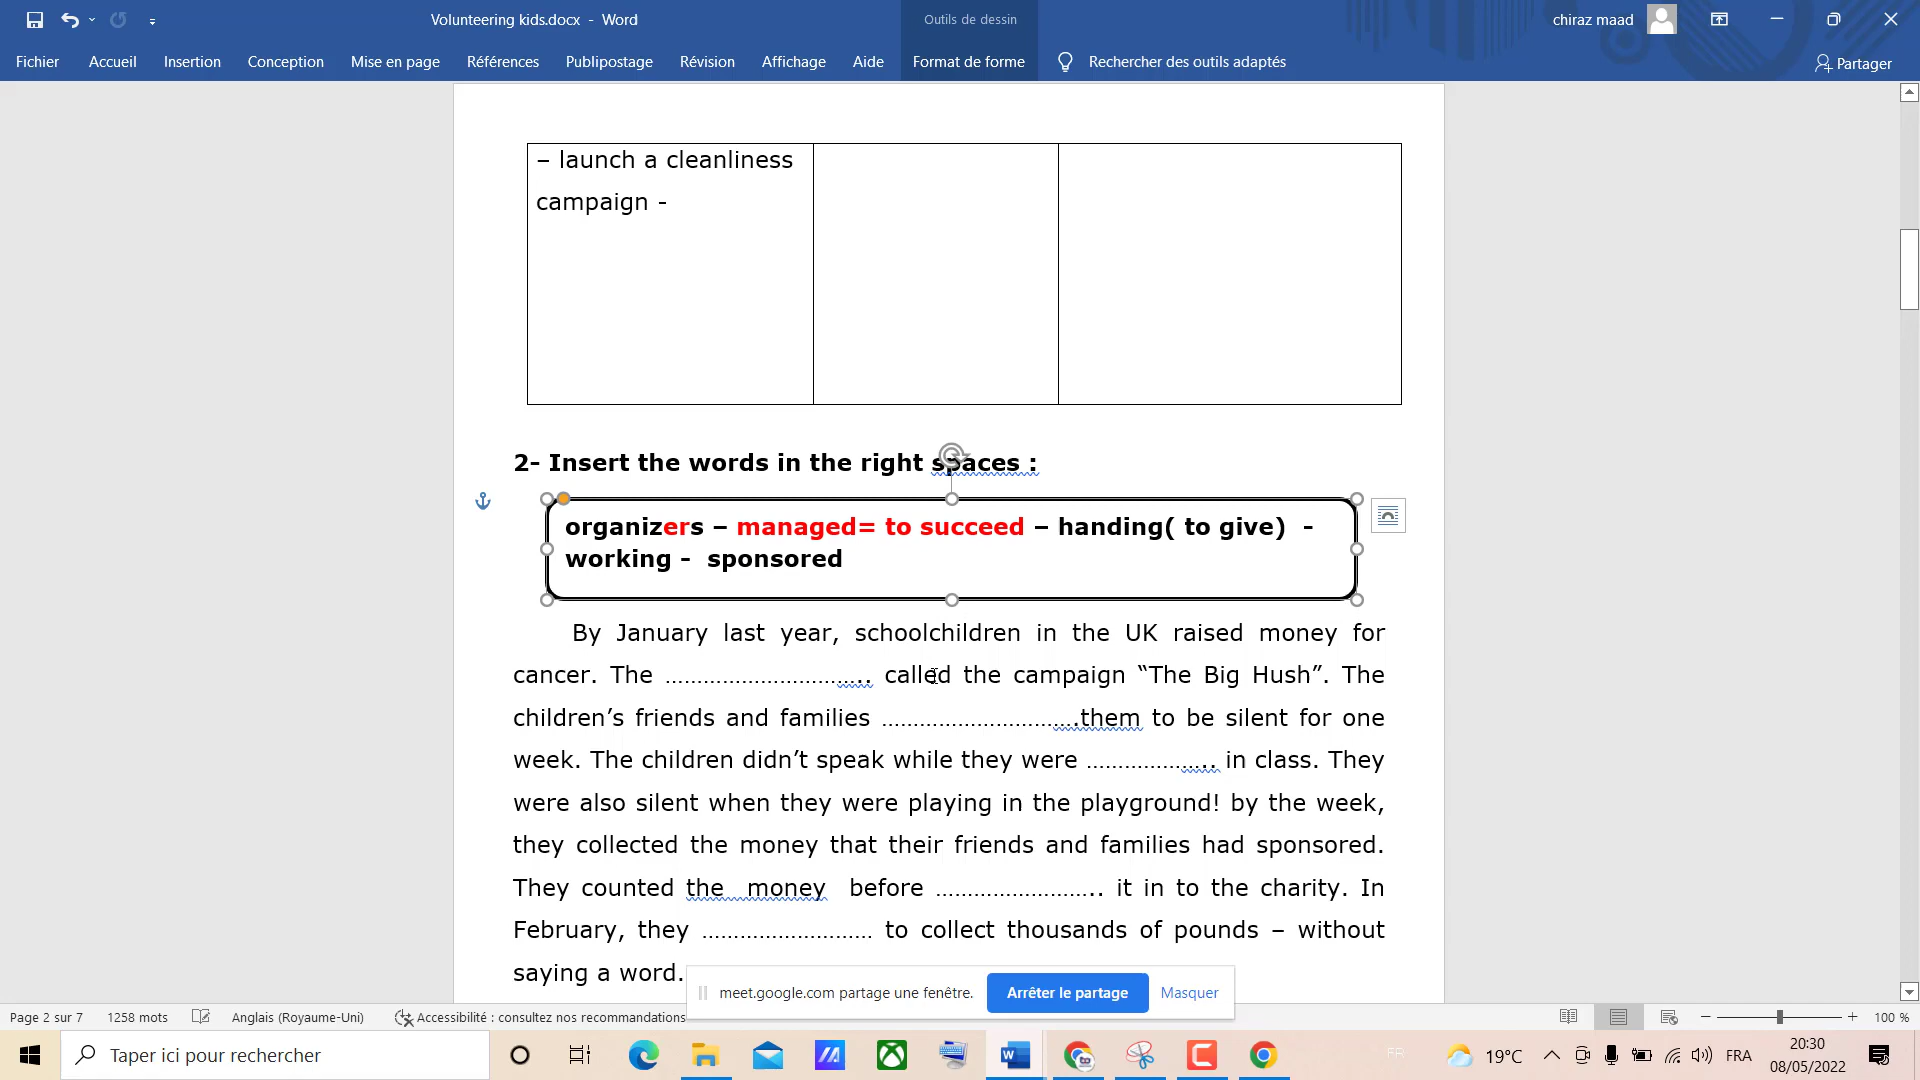 Volunteering kids.docx - Word
Outils de dessin
chiraz maad
Fichier Accueil Insertion Conception Mise en page Références Publipostage Révision Affichage Aide Format de forme Rechercher des outils adaptés Partager
– launch a cleanliness
campaign -
2- Insert the words in the right spaces :
organizers – managed= to succeed – handing( to give)  -
working -  sponsored
By January last year, schoolchildren in the UK raised money for
cancer. The ………………………….. called the campaign “The Big Hush”. The
children’s friends and families ………………………….them to be silent for one
week. The children didn’t speak while they were ……………….. in class. They
were also silent when they were playing in the playground! by the week,
they collected the money that their friends and families had sponsored.
They counted the money before …………………….. it in to the charity. In
February, they ……………………… to collect thousands of pounds – without
saying a word.
meet.google.com partage une fenêtre. Arrêter le partage Masquer
Page 2 sur 7 1258 mots Anglais (Royaume-Uni) Accessibilité : consultez nos recommandations 100 %
Taper ici pour rechercher FR 19°C FRA 20:30
08/05/2022